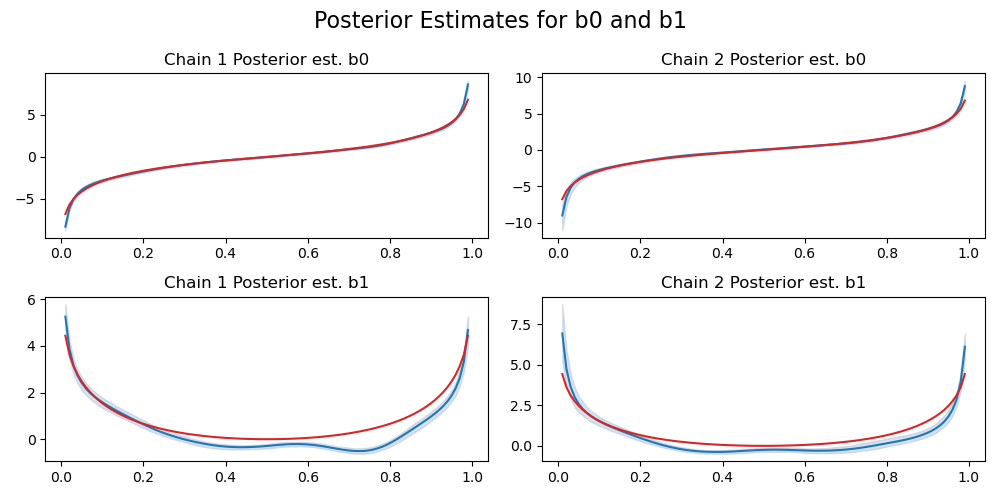 Posterior Estimates for b0 and b1
Chain 1 Posterior est. b0
5
0
−5
0.0 0.2 0.4 0.6 0.8 1.0
Chain 2 Posterior est. b0
10
5
0
−5
−10
0.0 0.2 0.4 0.6 0.8 1.0
Chain 1 Posterior est. b1
6
4
2
0
0.0 0.2 0.4 0.6 0.8 1.0
Chain 2 Posterior est. b1
7.5
5.0
2.5
0.0
0.0 0.2 0.4 0.6 0.8 1.0